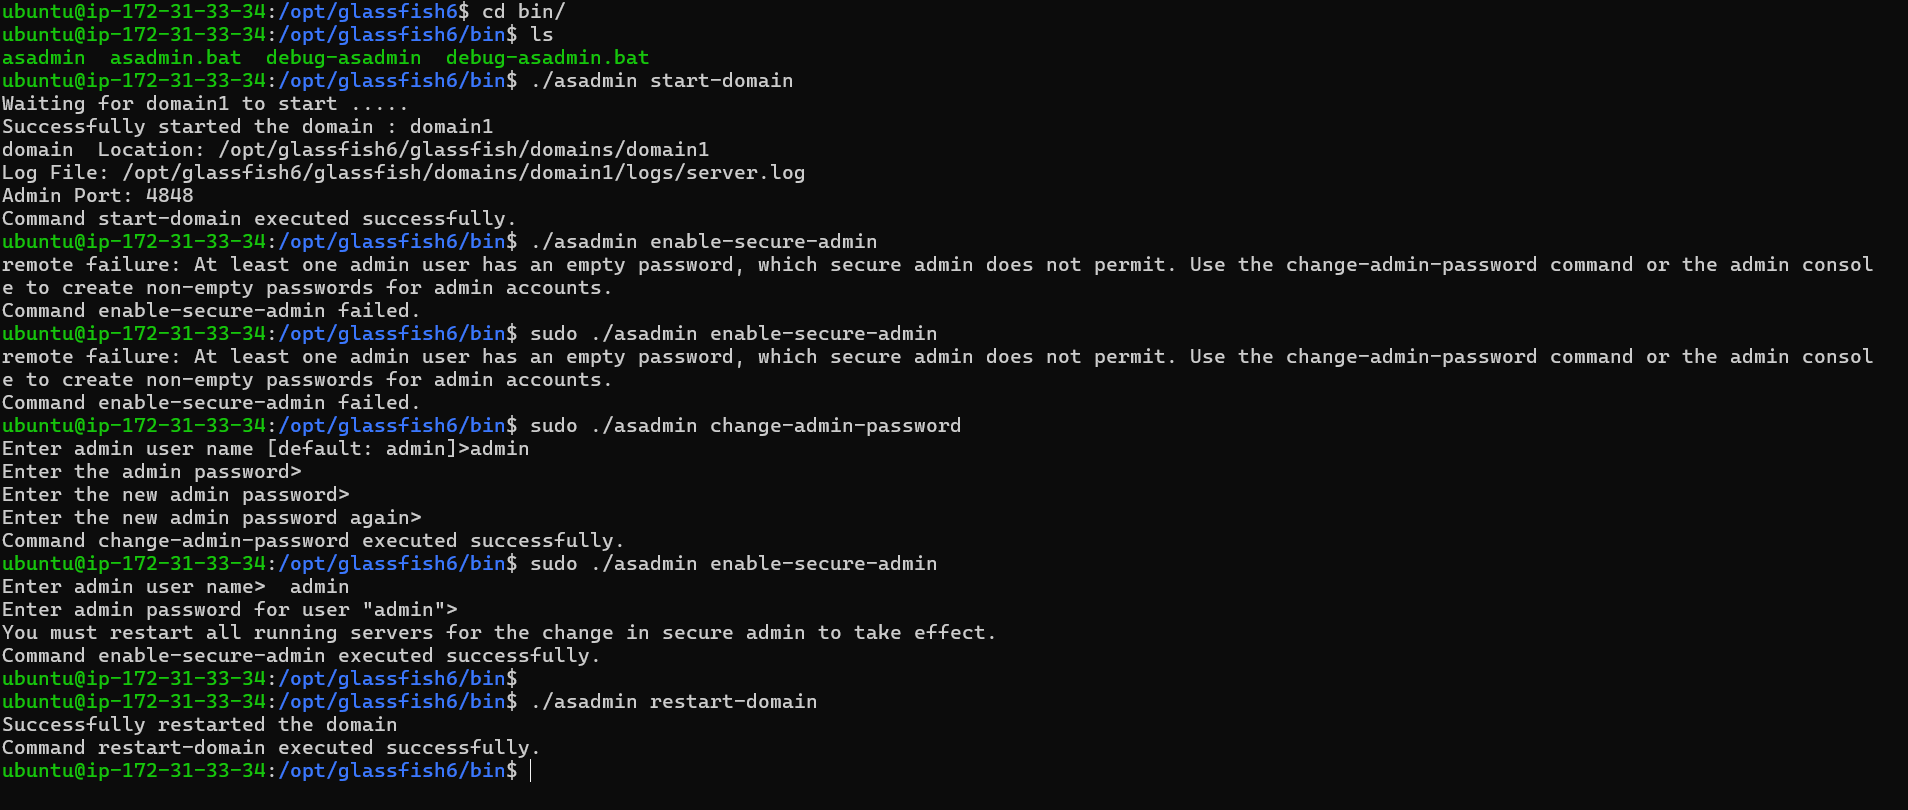 ubuntu@ip-172-31-33-34:/opt/glassfish6$ cd bin/
ubuntu@ip-172-31-33-34:/opt/glassfish6/bin$ ls
asadmin  asadmin.bat  debug-asadmin  debug-asadmin.bat
ubuntu@ip-172-31-33-34:/opt/glassfish6/bin$ ./asadmin start-domain
Waiting for domain1 to start .....
Successfully started the domain : domain1
domain  Location: /opt/glassfish6/glassfish/domains/domain1
Log File: /opt/glassfish6/glassfish/domains/domain1/logs/server.log
Admin Port: 4848
Command start-domain executed successfully.
ubuntu@ip-172-31-33-34:/opt/glassfish6/bin$ ./asadmin enable-secure-admin
remote failure: At least one admin user has an empty password, which secure admin does not permit. Use the change-admin-password command or the admin consol
e to create non-empty passwords for admin accounts.
Command enable-secure-admin failed.
ubuntu@ip-172-31-33-34:/opt/glassfish6/bin$ sudo ./asadmin enable-secure-admin
remote failure: At least one admin user has an empty password, which secure admin does not permit. Use the change-admin-password command or the admin consol
e to create non-empty passwords for admin accounts.
Command enable-secure-admin failed.
ubuntu@ip-172-31-33-34:/opt/glassfish6/bin$ sudo ./asadmin change-admin-password
Enter admin user name [default: admin]>admin
Enter the admin password>
Enter the new admin password>
Enter the new admin password again>
Command change-admin-password executed successfully.
ubuntu@ip-172-31-33-34:/opt/glassfish6/bin$ sudo ./asadmin enable-secure-admin
Enter admin user name>  admin
Enter admin password for user "admin">
You must restart all running servers for the change in secure admin to take effect.
Command enable-secure-admin executed successfully.
ubuntu@ip-172-31-33-34:/opt/glassfish6/bin$
ubuntu@ip-172-31-33-34:/opt/glassfish6/bin$ ./asadmin restart-domain
Successfully restarted the domain
Command restart-domain executed successfully.
ubuntu@ip-172-31-33-34:/opt/glassfish6/bin$